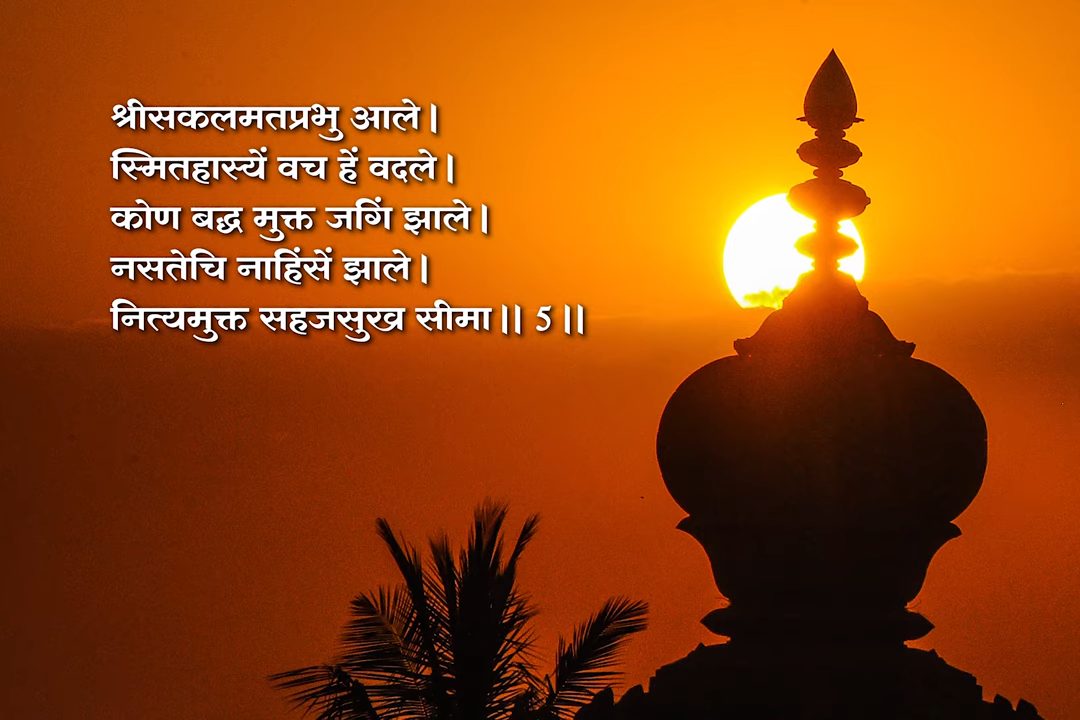 श्रीसकलमतप्रभु आले।
स्मितहास्यें वच हें वदले।
कोण बद्ध मुक्त जगिं झाले।
नसतेचि नाहिंसें झाले।
नित्यमुक्त सहजसुख सीमा॥ 5॥